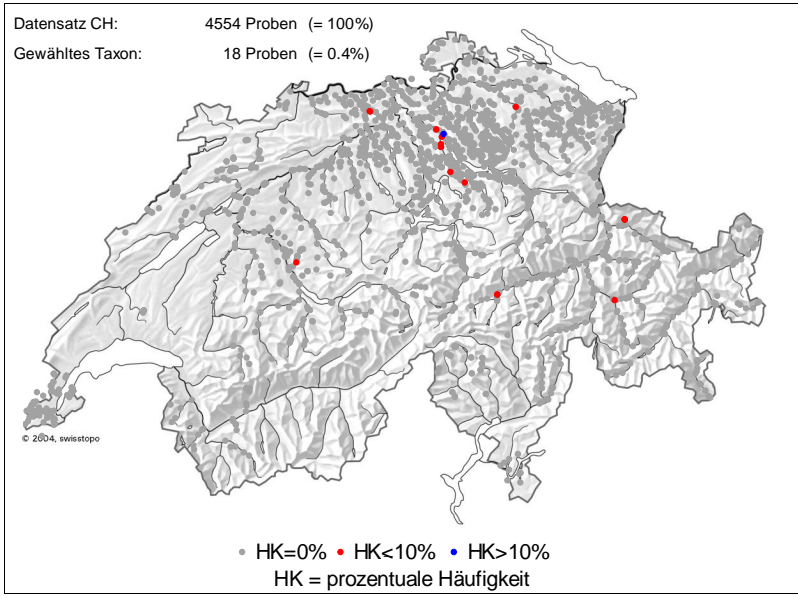 Datensatz CH: 4554 Proben (= 100%)
Gewähltes Taxon: 18 Proben (= 0.4%)
© 2004, swisstopo
HK=0% HK<10% HK>10%
HK = prozentuale Häufigkeit